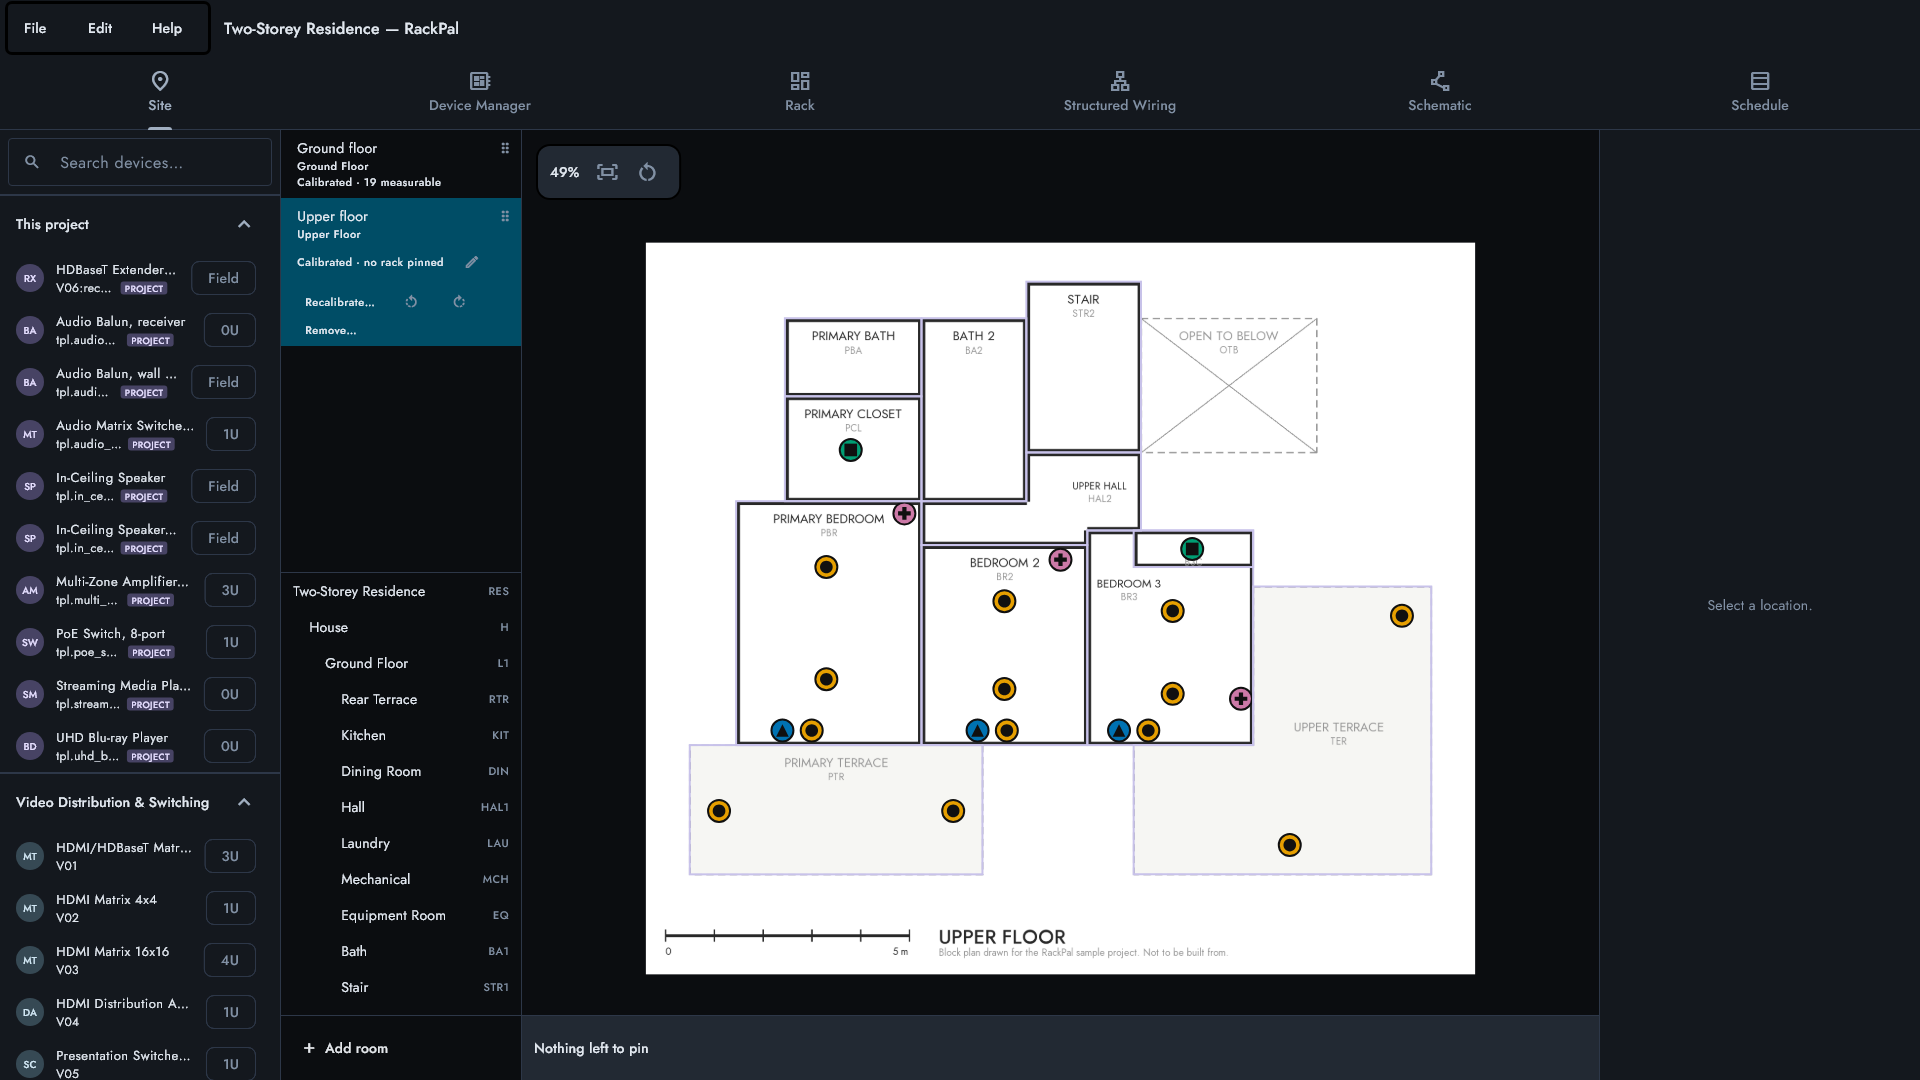 File Edit Help Two-Storey Residence — RackPal
Site Device Manager Rack Structured Wiring Schematic Schedule
Search devices...
This project
RX HDBaseT Extender... Field
V06:rec... PROJECT
BA Audio Balun, receiver 0U
tpl.audio... PROJECT
BA Audio Balun, wall ... Field
tpl.audi... PROJECT
MT Audio Matrix Switche... 1U
tpl.audio_... PROJECT
SP In-Ceiling Speaker Field
tpl.in_ce... PROJECT
SP In-Ceiling Speaker... Field
tpl.in_ce... PROJECT
AM Multi-Zone Amplifier... 3U
tpl.multi_... PROJECT
SW PoE Switch, 8-port 1U
tpl.poe_s... PROJECT
SM Streaming Media Pla... 0U
tpl.stream... PROJECT
BD UHD Blu-ray Player 0U
tpl.uhd_b... PROJECT
Video Distribution & Switching
MT HDMI/HDBaseT Matr... 3U
V01
MT HDMI Matrix 4x4 1U
V02
MT HDMI Matrix 16x16 4U
V03
DA HDMI Distribution A... 1U
V04
SC Presentation Switche... 1U
V05
Ground floor
Ground Floor
Calibrated · 19 measurable
Upper floor
Upper Floor
Calibrated · no rack pinned
Recalibrate...
Remove...
Two-Storey Residence RES
House H
Ground Floor L1
Rear Terrace RTR
Kitchen KIT
Dining Room DIN
Hall HAL1
Laundry LAU
Mechanical MCH
Equipment Room EQ
Bath BA1
Stair STR1
+ Add room
49%
STAIR
STR2
PRIMARY BATH
PBA
BATH 2
BA2
OPEN TO BELOW
OTB
PRIMARY CLOSET
PCL
UPPER HALL
HAL2
PRIMARY BEDROOM
PBR
BEDROOM 2
BR2
BEDROOM 3
BR3
UPPER TERRACE
TER
PRIMARY TERRACE
PTR
0 5 m
UPPER FLOOR
Block plan drawn for the RackPal sample project. Not to be built from.
Nothing left to pin
Select a location.